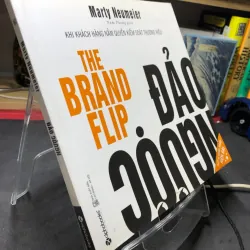 Marty Neumeier
KHI KHÁCH HÀNG NẮM QUYỀN KIỂM SOÁT THƯƠNG HIỆU
THE
BRAND
FLIP
ĐẢO
NGƯỢC